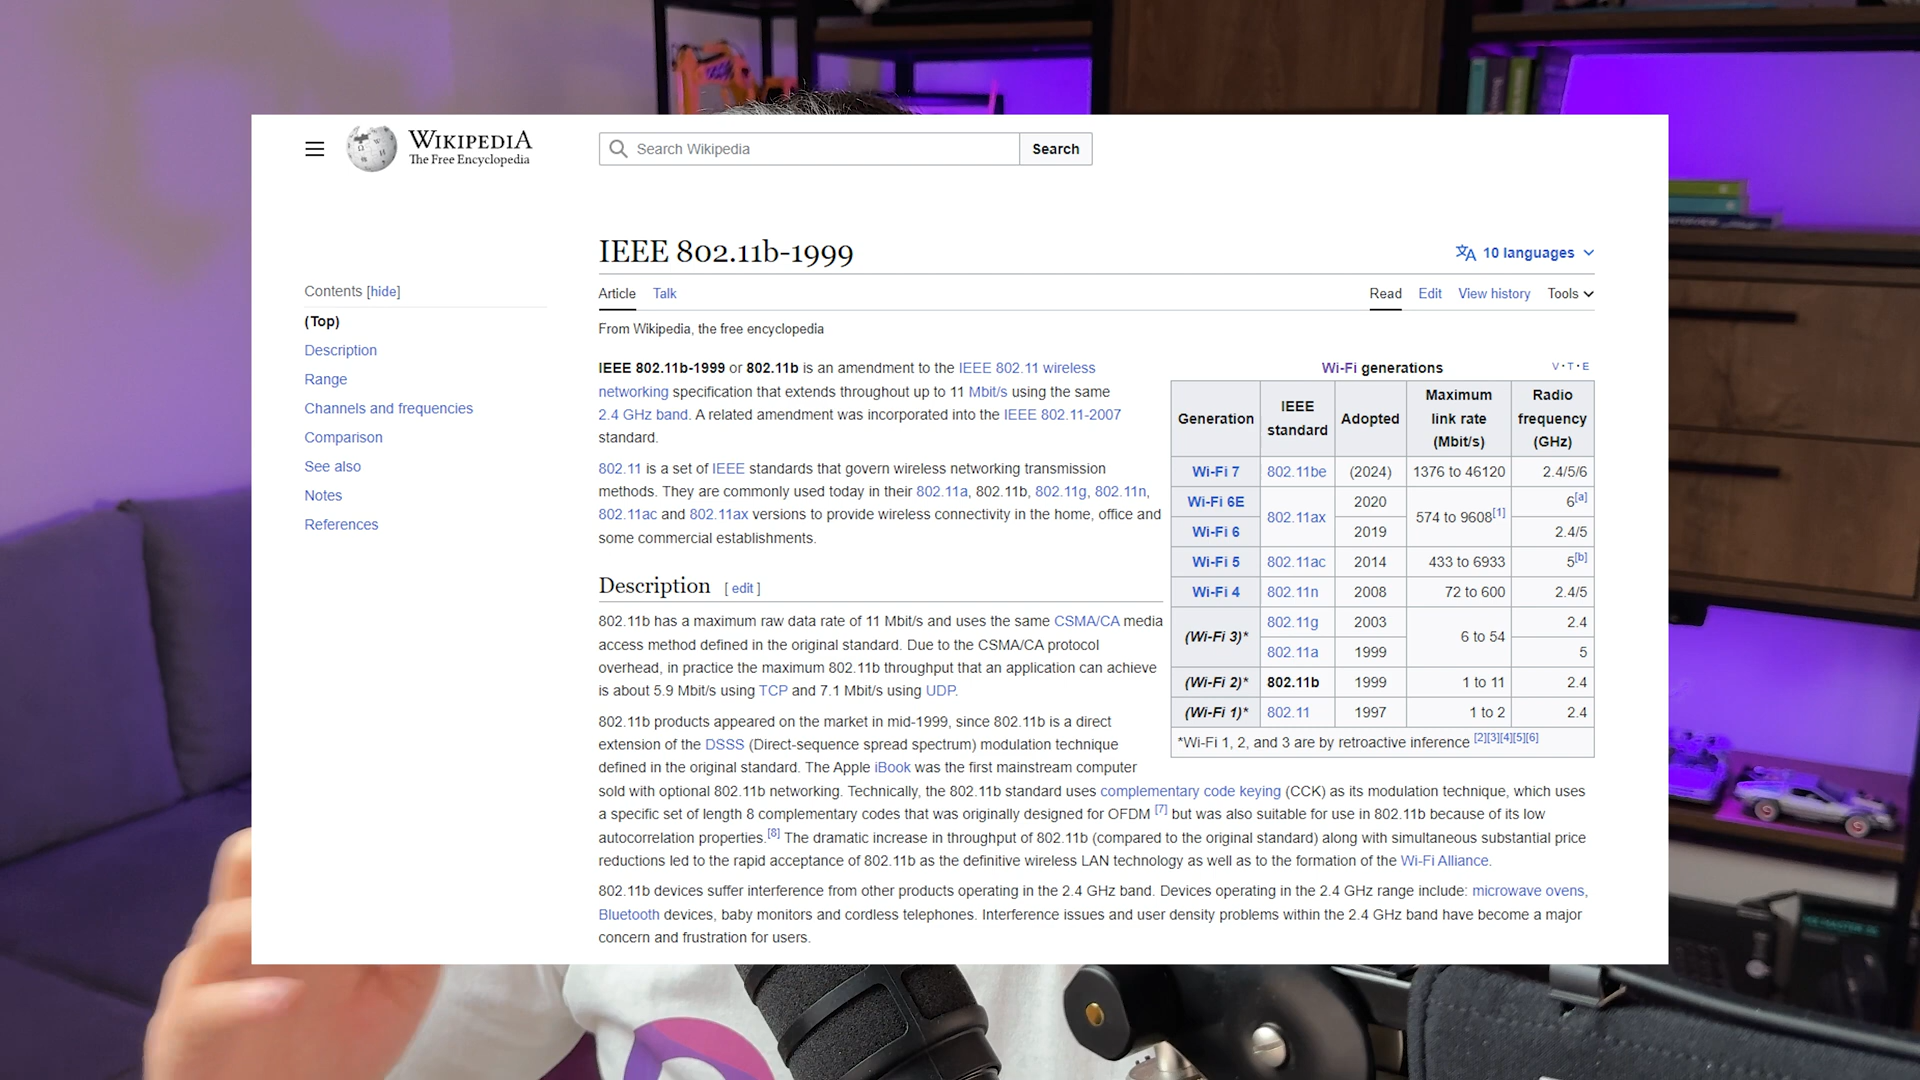 WIKIPEDIA
The Free Encyclopedia
Search Wikipedia
Search
IEEE 802.11b-1999
10 languages
Contents [hide]
(Top)
Description
Range
Channels and frequencies
Comparison
See also
Notes
References
Article Talk
Read Edit View history Tools
From Wikipedia, the free encyclopedia
IEEE 802.11b-1999 or 802.11b is an amendment to the IEEE 802.11 wireless
networking specification that extends throughout up to 11 Mbit/s using the same
2.4 GHz band. A related amendment was incorporated into the IEEE 802.11-2007
standard.
802.11 is a set of IEEE standards that govern wireless networking transmission
methods. They are commonly used today in their 802.11a, 802.11b, 802.11g, 802.11n,
802.11ac and 802.11ax versions to provide wireless connectivity in the home, office and
some commercial establishments.
Wi-Fi generations
V·T·E
Generation IEEE standard Adopted Maximum link rate (Mbit/s) Radio frequency (GHz)
Wi-Fi 7 802.11be (2024) 1376 to 46120 2.4/5/6
Wi-Fi 6E 802.11ax 2020 574 to 9608[1] 6[a]
Wi-Fi 6 2019 2.4/5
Wi-Fi 5 802.11ac 2014 433 to 6933 5[b]
Wi-Fi 4 802.11n 2008 72 to 600 2.4/5
(Wi-Fi 3)* 802.11g 2003 6 to 54 2.4
802.11a 1999 5
(Wi-Fi 2)* 802.11b 1999 1 to 11 2.4
(Wi-Fi 1)* 802.11 1997 1 to 2 2.4
*Wi-Fi 1, 2, and 3 are by retroactive inference [2][3][4][5][6]
Description [ edit ]
802.11b has a maximum raw data rate of 11 Mbit/s and uses the same CSMA/CA media
access method defined in the original standard. Due to the CSMA/CA protocol
overhead, in practice the maximum 802.11b throughput that an application can achieve
is about 5.9 Mbit/s using TCP and 7.1 Mbit/s using UDP.
802.11b products appeared on the market in mid-1999, since 802.11b is a direct
extension of the DSSS (Direct-sequence spread spectrum) modulation technique
defined in the original standard. The Apple iBook was the first mainstream computer
sold with optional 802.11b networking. Technically, the 802.11b standard uses complementary code keying (CCK) as its modulation technique, which uses
a specific set of length 8 complementary codes that was originally designed for OFDM [7] but was also suitable for use in 802.11b because of its low
autocorrelation properties.[8] The dramatic increase in throughput of 802.11b (compared to the original standard) along with simultaneous substantial price
reductions led to the rapid acceptance of 802.11b as the definitive wireless LAN technology as well as to the formation of the Wi-Fi Alliance.
802.11b devices suffer interference from other products operating in the 2.4 GHz band. Devices operating in the 2.4 GHz range include: microwave ovens,
Bluetooth devices, baby monitors and cordless telephones. Interference issues and user density problems within the 2.4 GHz band have become a major
concern and frustration for users.